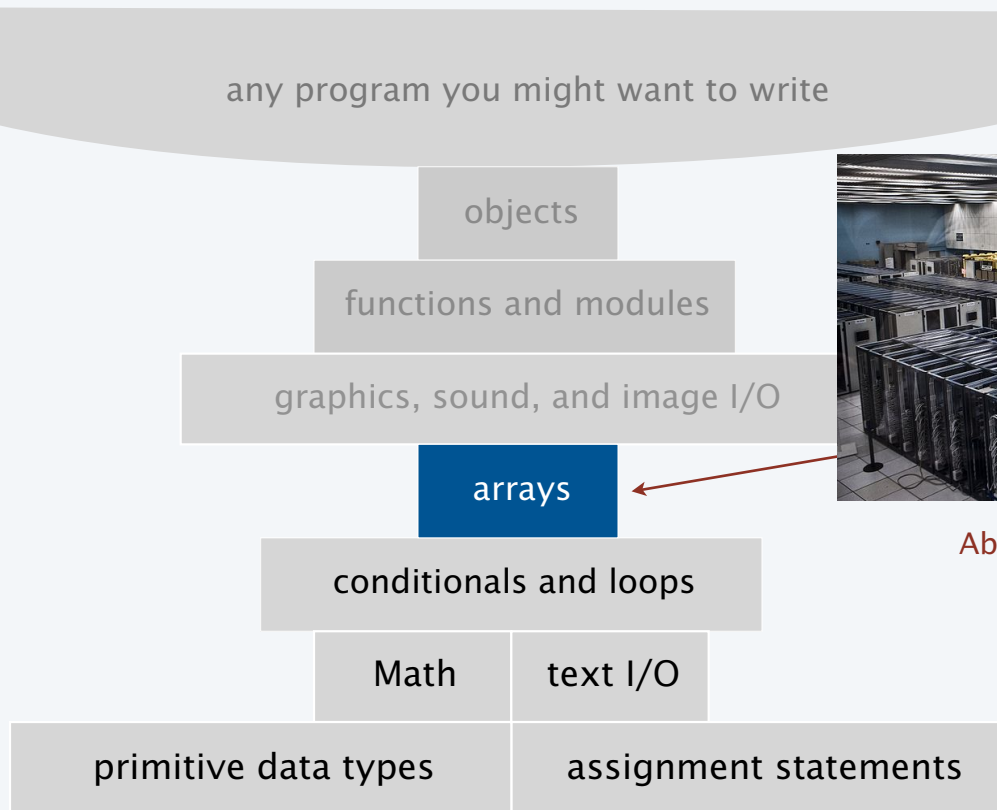 any program you might want to write
objects
functions and modules
graphics, sound, and image I/O
arrays
Ab
conditionals and loops
Math text I/O
primitive data types assignment statements